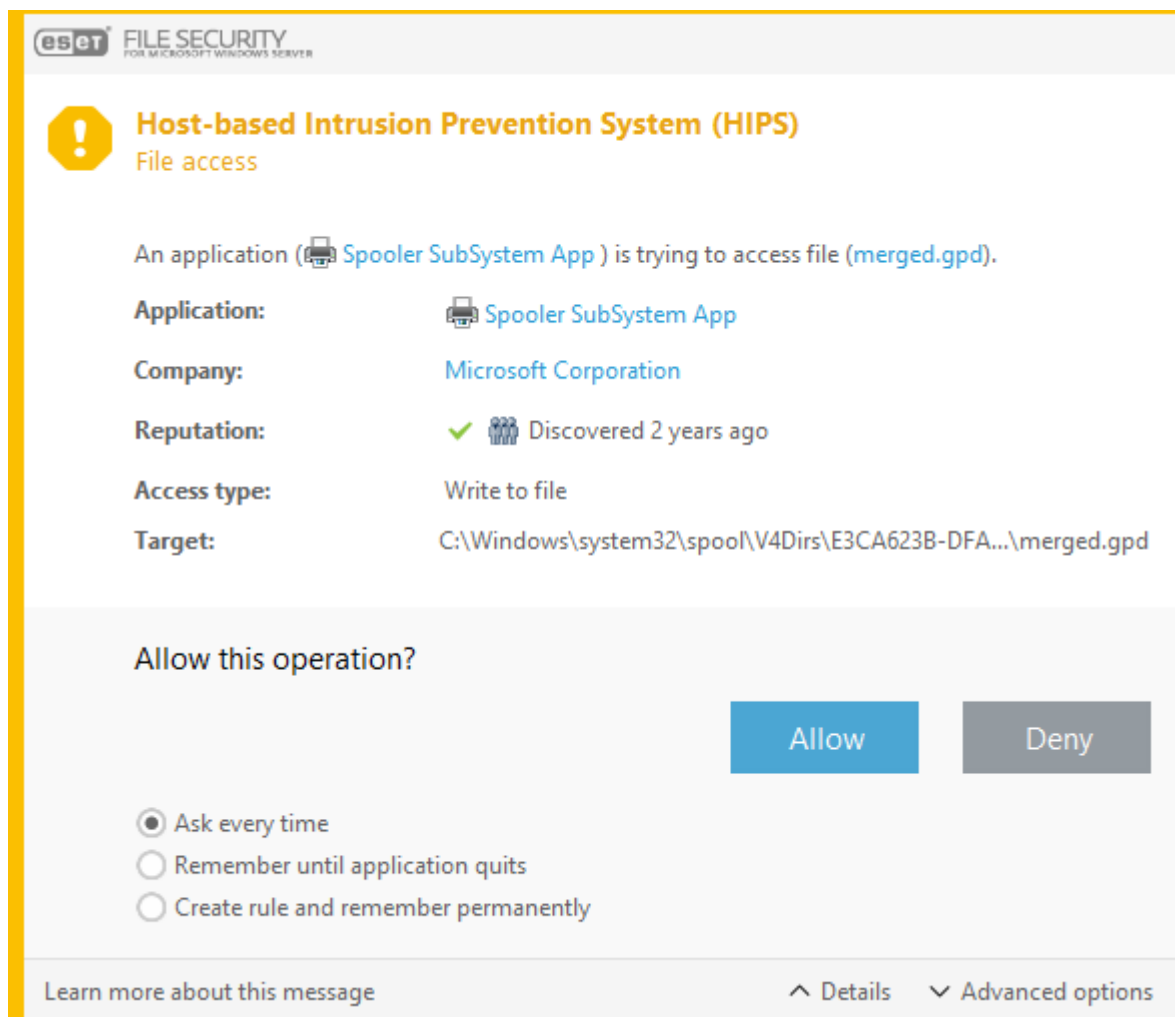 eset FILE SECURITY
FOR MICROSOFT WINDOWS SERVER
Host-based Intrusion Prevention System (HIPS)
File access
An application ( Spooler SubSystem App ) is trying to access file (merged.gpd).
Application: Spooler SubSystem App
Company: Microsoft Corporation
Reputation: Discovered 2 years ago
Access type: Write to file
Target: C:\Windows\system32\spool\V4Dirs\E3CA623B-DFA...\merged.gpd
Allow this operation?
Allow Deny
Ask every time
Remember until application quits
Create rule and remember permanently
Learn more about this message Details Advanced options